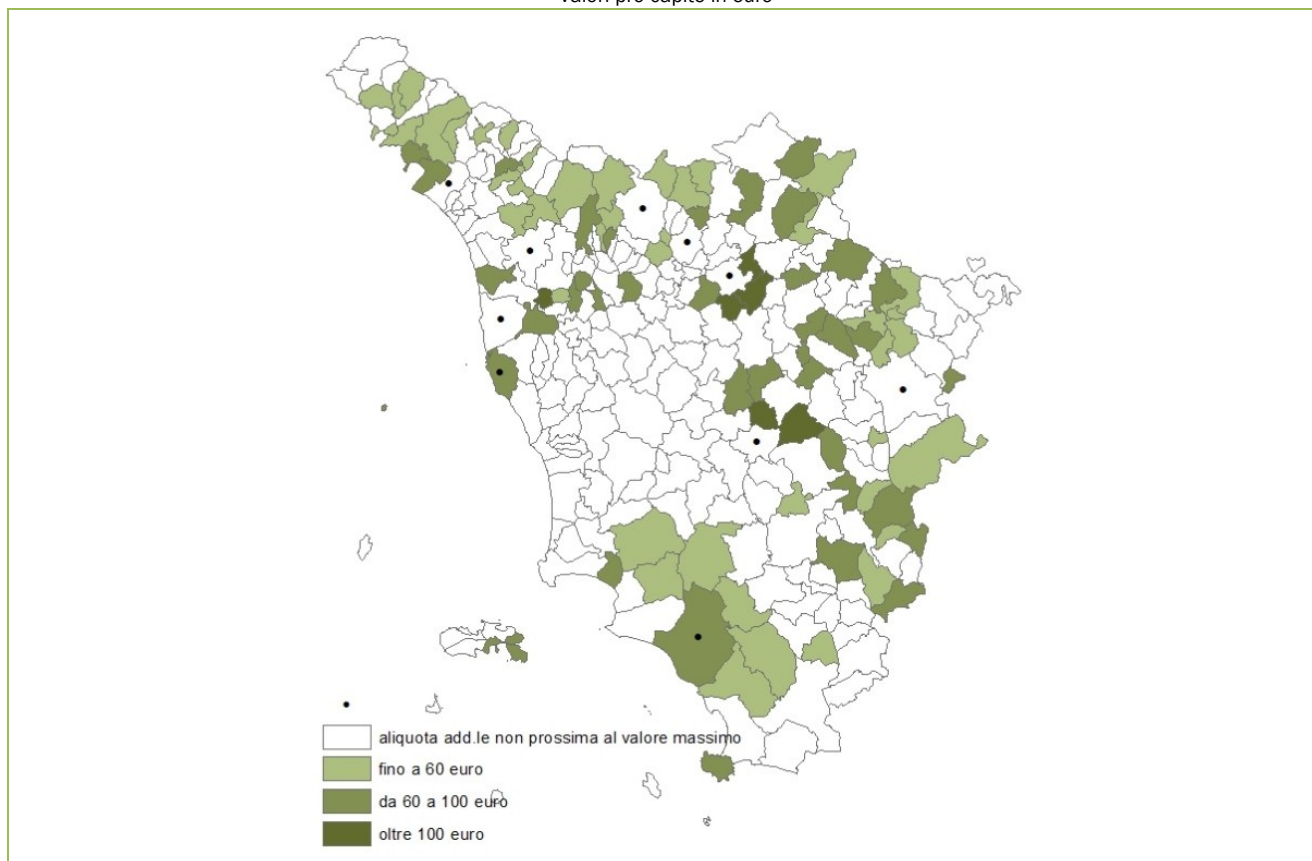 valori pro capite in euro
aliquota add.le non prossima al valore massimo
fino a 60 euro
da 60 a 100 euro
oltre 100 euro